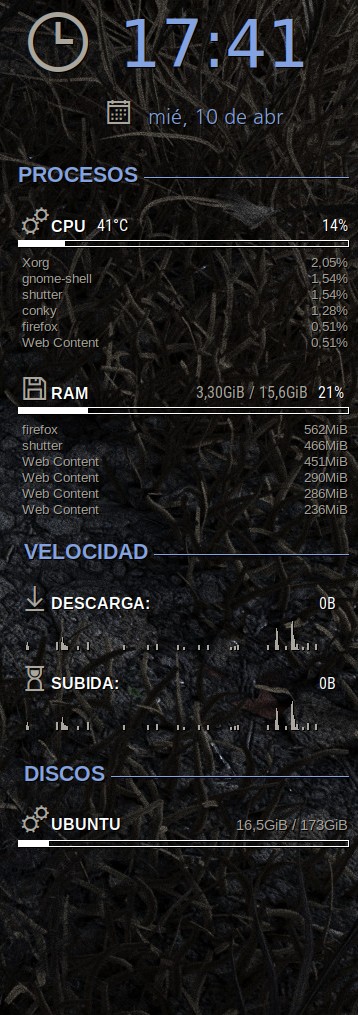 17:41
mié, 10 de abr
PROCESOS
CPU 41°C 14%
Xorg 2,05%
gnome-shell 1,54%
shutter 1,54%
conky 1,28%
firefox 0,51%
Web Content 0,51%
RAM 3,30GiB / 15,6GiB 21%
firefox 562MiB
shutter 466MiB
Web Content 451MiB
Web Content 290MiB
Web Content 286MiB
Web Content 236MiB
VELOCIDAD
DESCARGA: 0B
SUBIDA: 0B
DISCOS
UBUNTU 16,5GiB / 173GiB